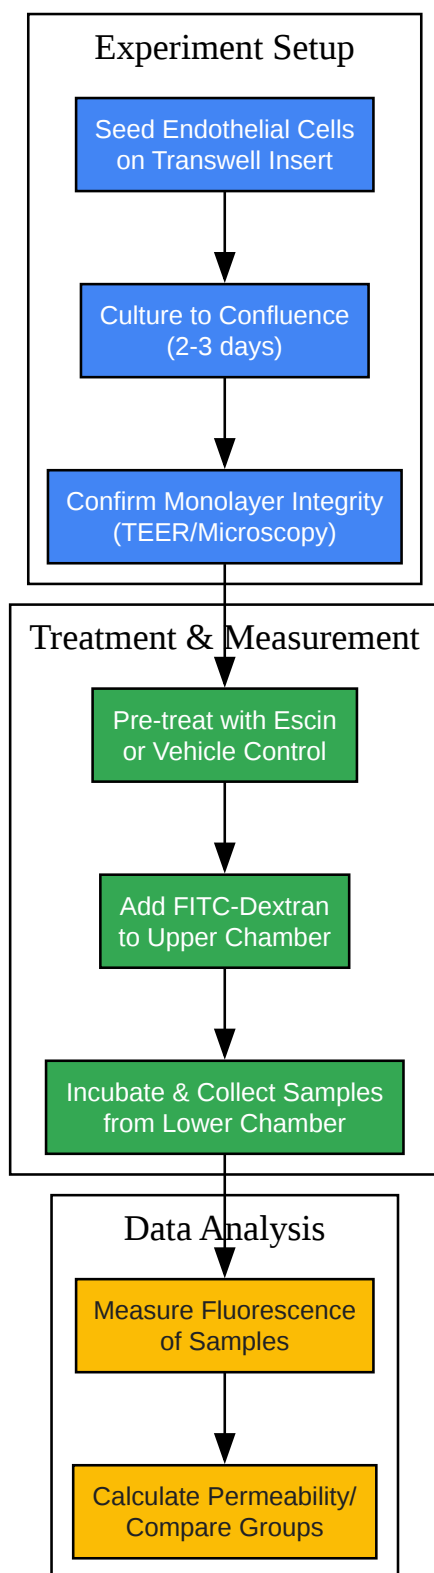 Experiment Setup
Seed Endothelial Cells
on Transwell Insert
Culture to Confluence
(2-3 days)
Confirm Monolayer Integrity
(TEER/Microscopy)
Treatment & Measurement
Pre-treat with Escin
or Vehicle Control
Add FITC-Dextran
to Upper Chamber
Incubate & Collect Samples
from Lower Chamber
Data Analysis
Measure Fluorescence
of Samples
Calculate Permeability/
Compare Groups